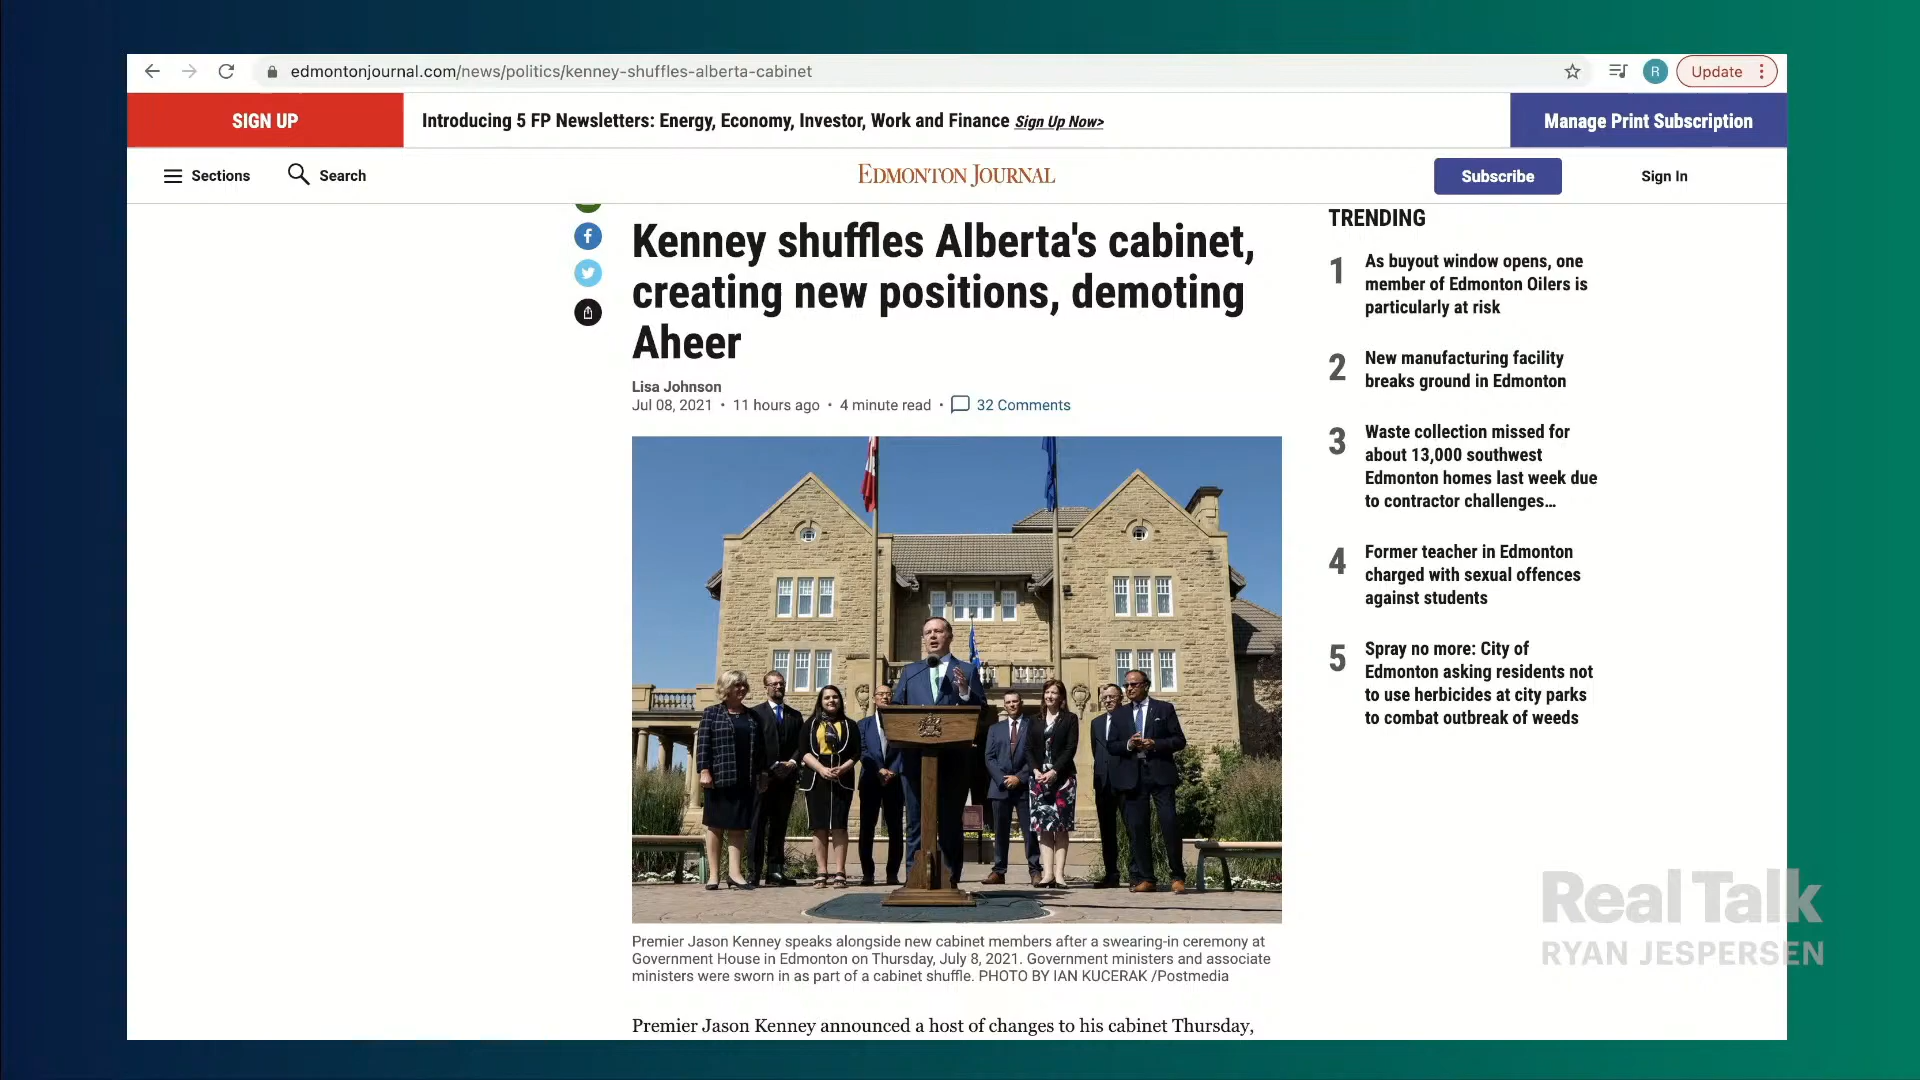 edmontonjournal.com/news/politics/kenney-shuffles-alberta-cabinet
R
Update
SIGN UP
Introducing 5 FP Newsletters: Energy, Economy, Investor, Work and Finance Sign Up Now>
Manage Print Subscription
Sections
Search
EDMONTON JOURNAL
Subscribe
Sign In
Kenney shuffles Alberta's cabinet,
creating new positions, demoting
Aheer
Lisa Johnson
Jul 08, 2021 • 11 hours ago • 4 minute read • 32 Comments
Premier Jason Kenney speaks alongside new cabinet members after a swearing-in ceremony at
Government House in Edmonton on Thursday, July 8, 2021. Government ministers and associate
ministers were sworn in as part of a cabinet shuffle. PHOTO BY IAN KUCERAK /Postmedia
Premier Jason Kenney announced a host of changes to his cabinet Thursday,
TRENDING
1
As buyout window opens, one
member of Edmonton Oilers is
particularly at risk
2
New manufacturing facility
breaks ground in Edmonton
3
Waste collection missed for
about 13,000 southwest
Edmonton homes last week due
to contractor challenges...
4
Former teacher in Edmonton
charged with sexual offences
against students
5
Spray no more: City of
Edmonton asking residents not
to use herbicides at city parks
to combat outbreak of weeds
Real Talk
RYAN JESPERSEN